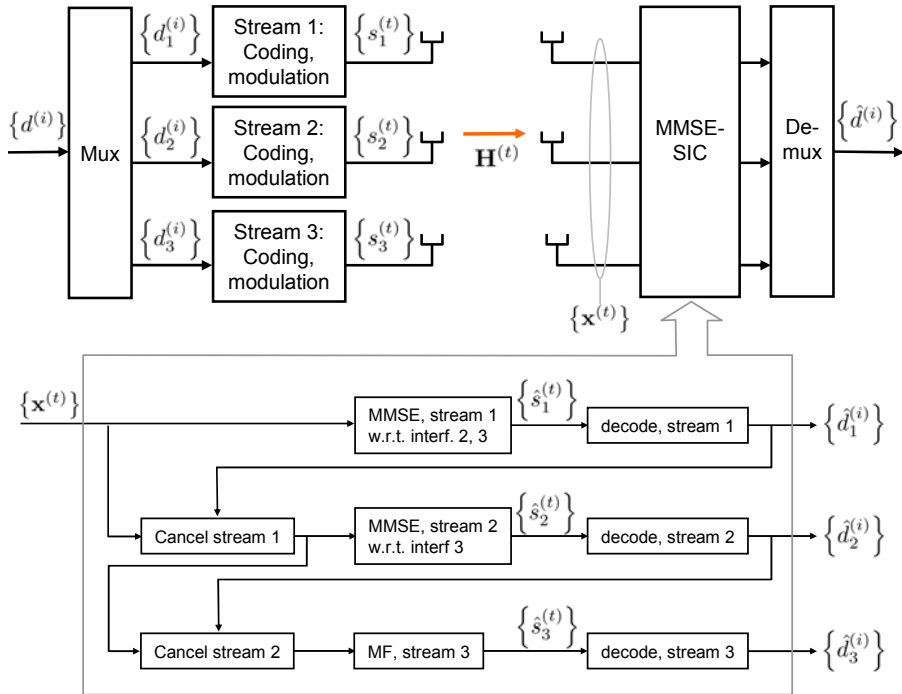 {d^(i)}
Mux
{d_1^(i)}
Stream 1:
Coding,
modulation
{s_1^(t)}
{d_2^(i)}
Stream 2:
Coding,
modulation
{s_2^(t)}
{d_3^(i)}
Stream 3:
Coding,
modulation
{s_3^(t)}
H^(t)
{x^(t)}
MMSE-
SIC
De-
mux
{d̂^(i)}
{x^(t)}
MMSE, stream 1
w.r.t. interf. 2, 3
{ŝ_1^(t)}
decode, stream 1
{d̂_1^(i)}
Cancel stream 1
MMSE, stream 2
w.r.t. interf 3
{ŝ_2^(t)}
decode, stream 2
{d̂_2^(i)}
Cancel stream 2
MF, stream 3
{ŝ_3^(t)}
decode, stream 3
{d̂_3^(i)}